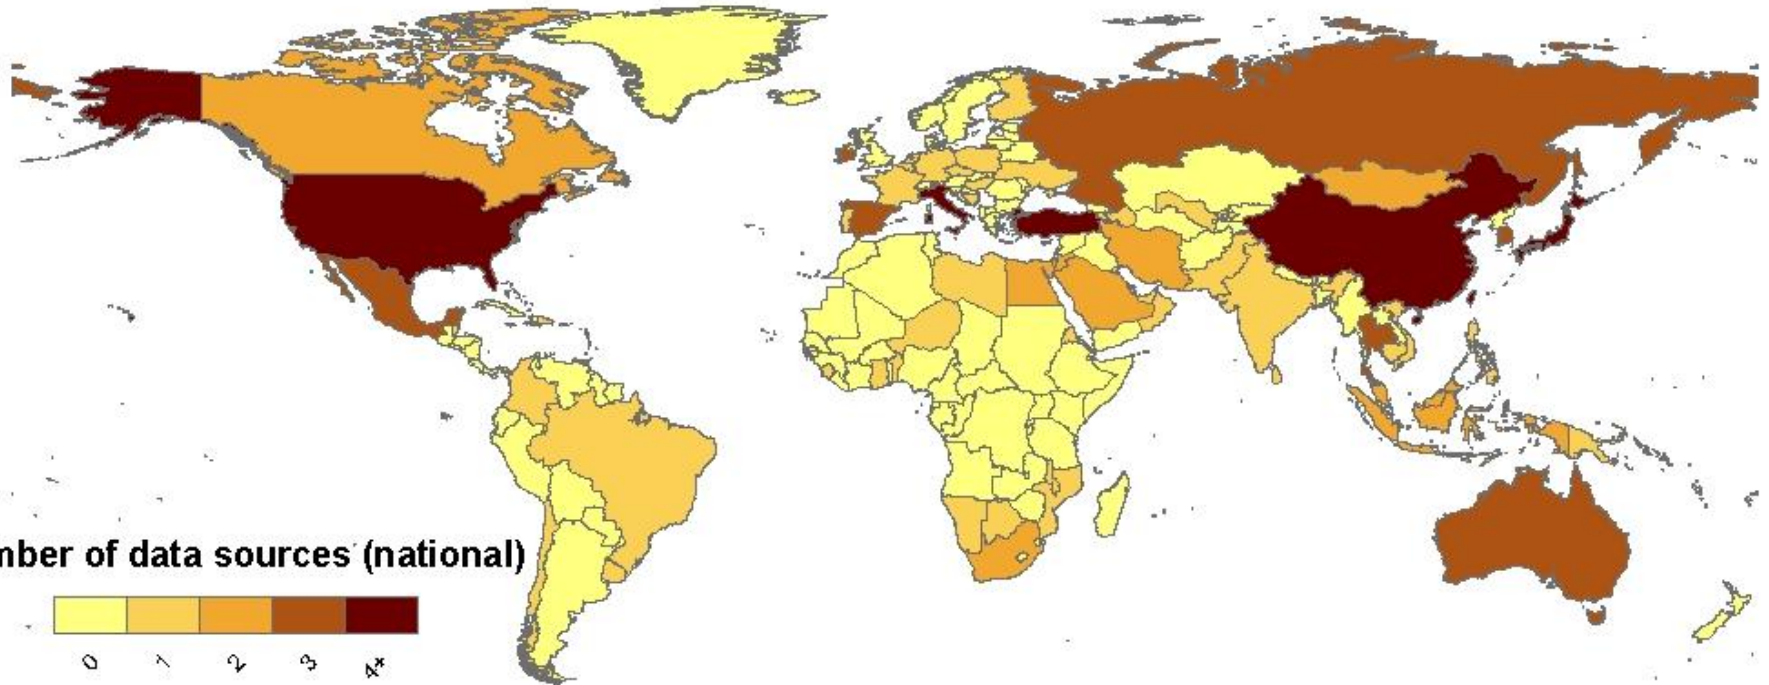 mber of data sources (national)
0 1 2 3 4+